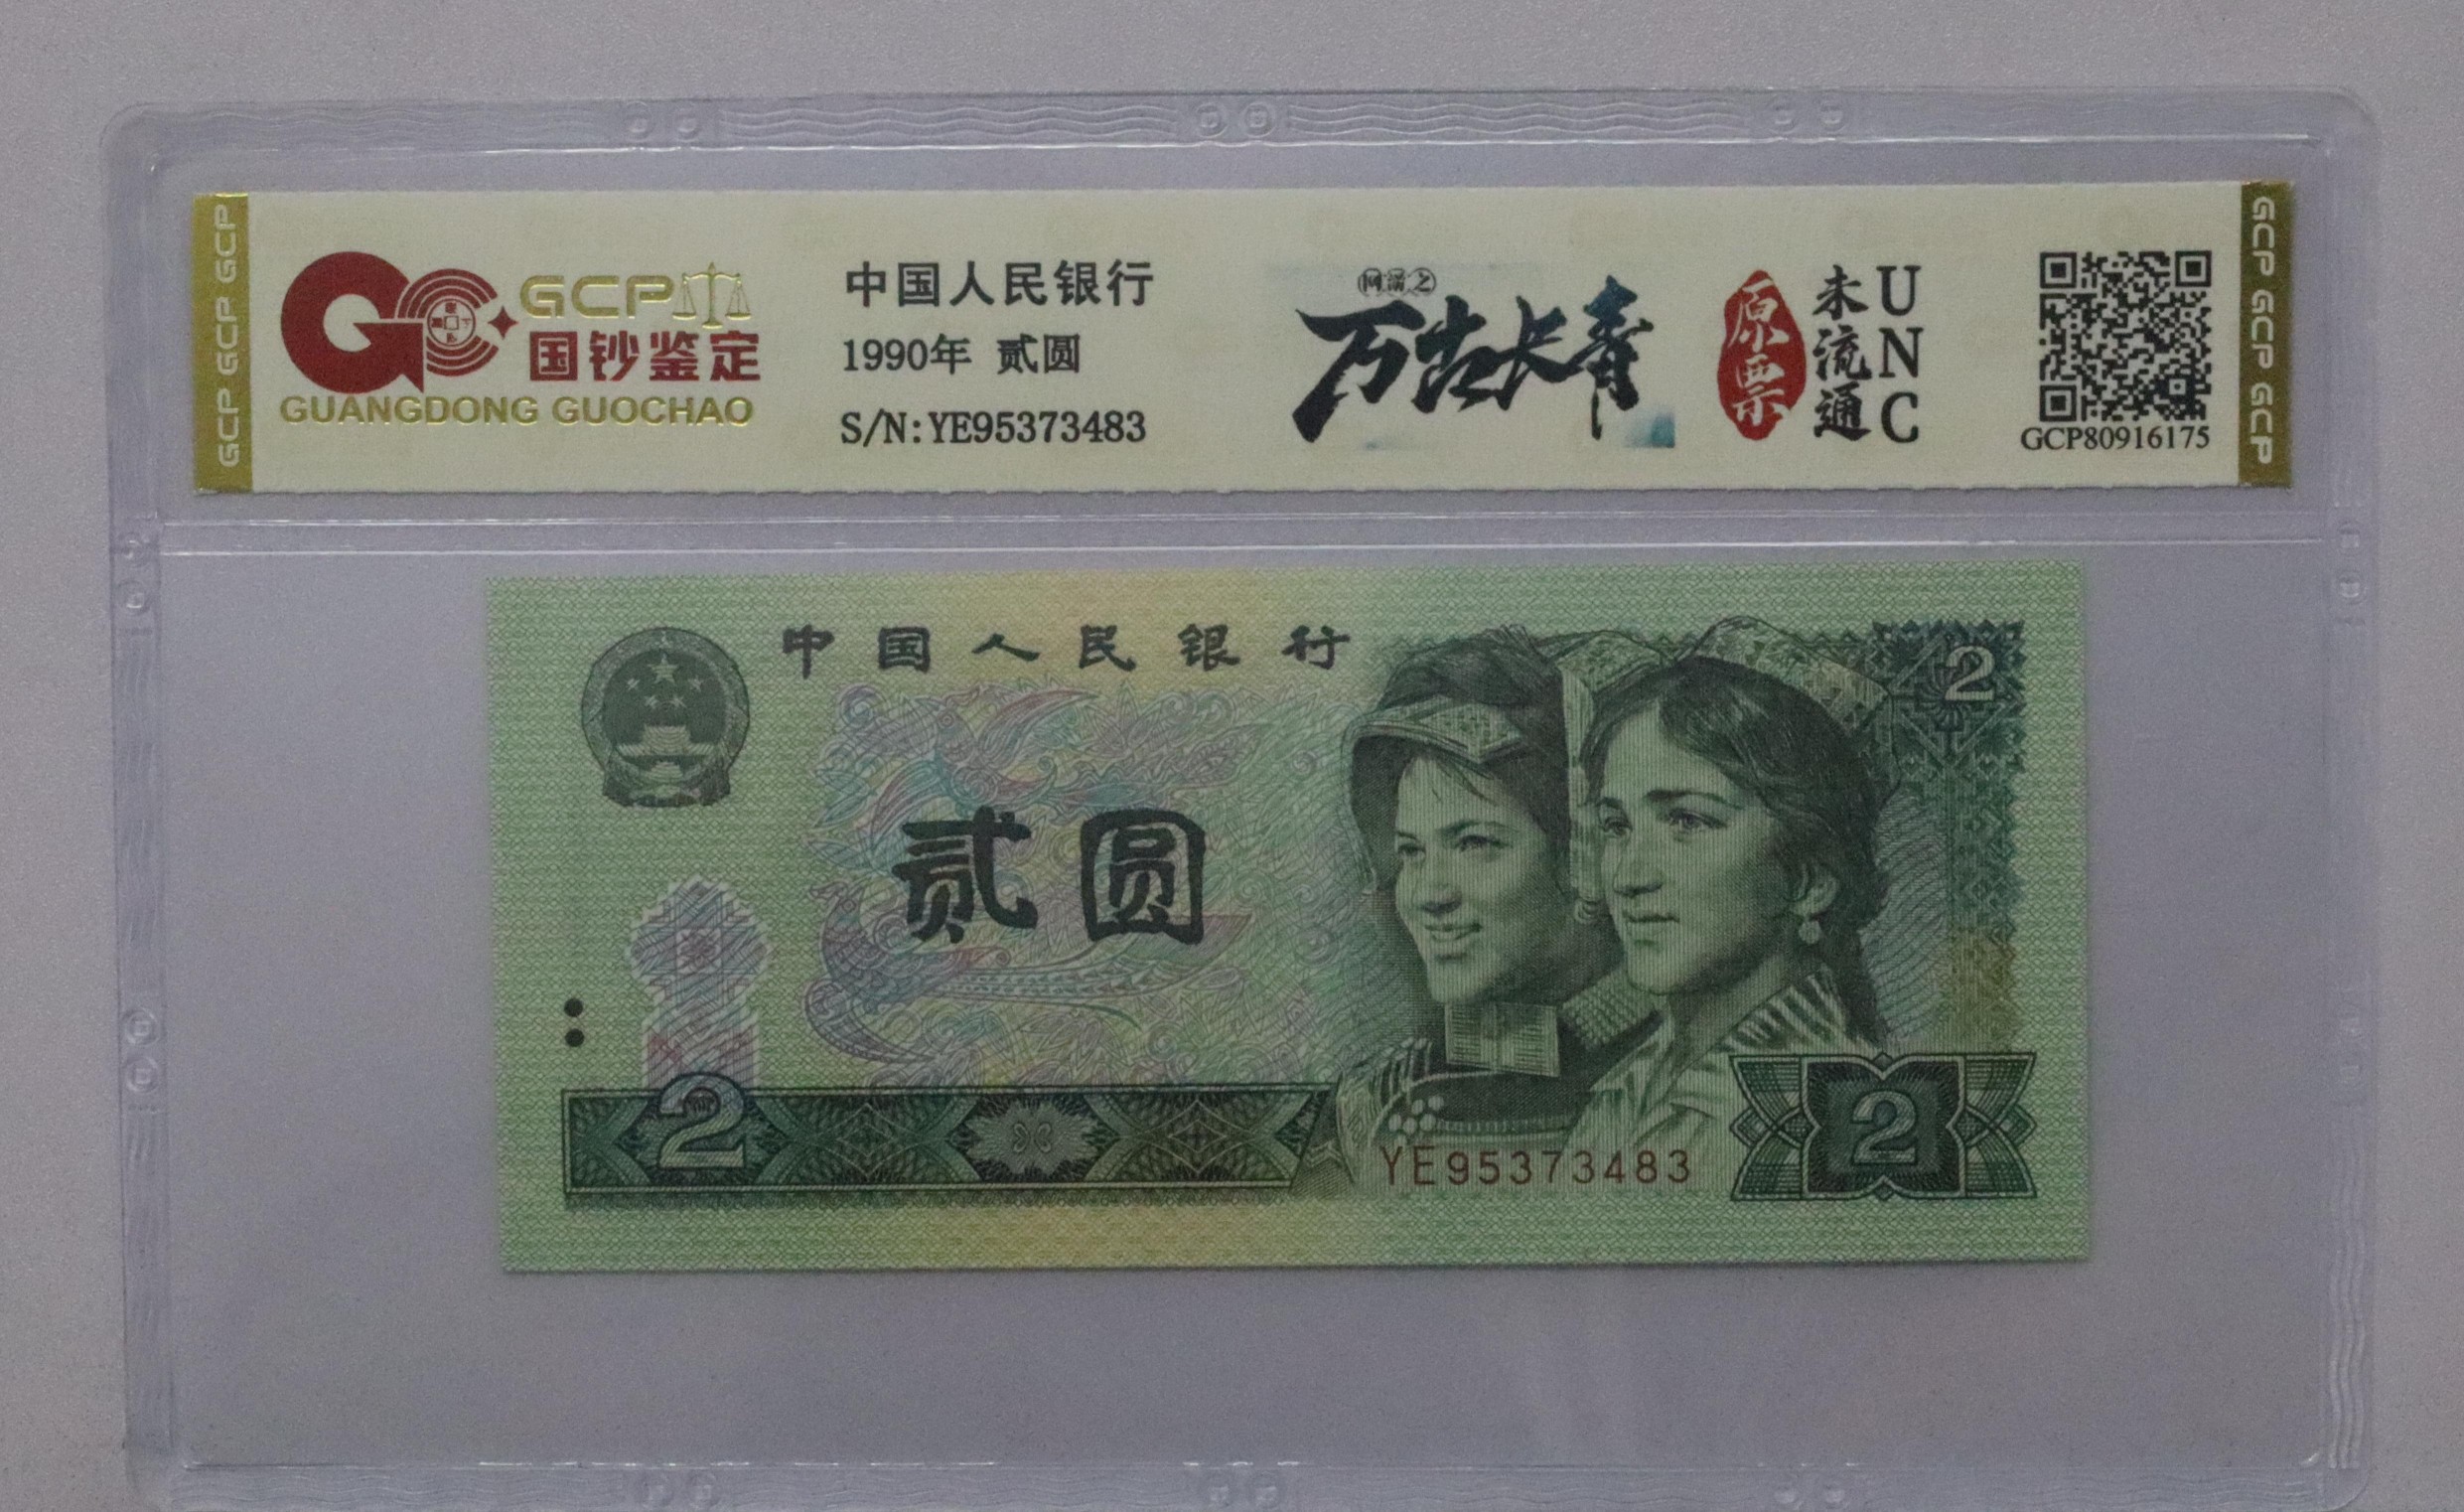 GCP GCP GCP
GCP
国钞鉴定
GUANGDONG GUOCHAO
中国人民银行
1990年 贰圆
S/N:YE95373483
万古长青
原票
未流通
UNC
GCP80916175
GCP GCP GCP
中国人民银行
2
贰圆
2
YE95373483
2